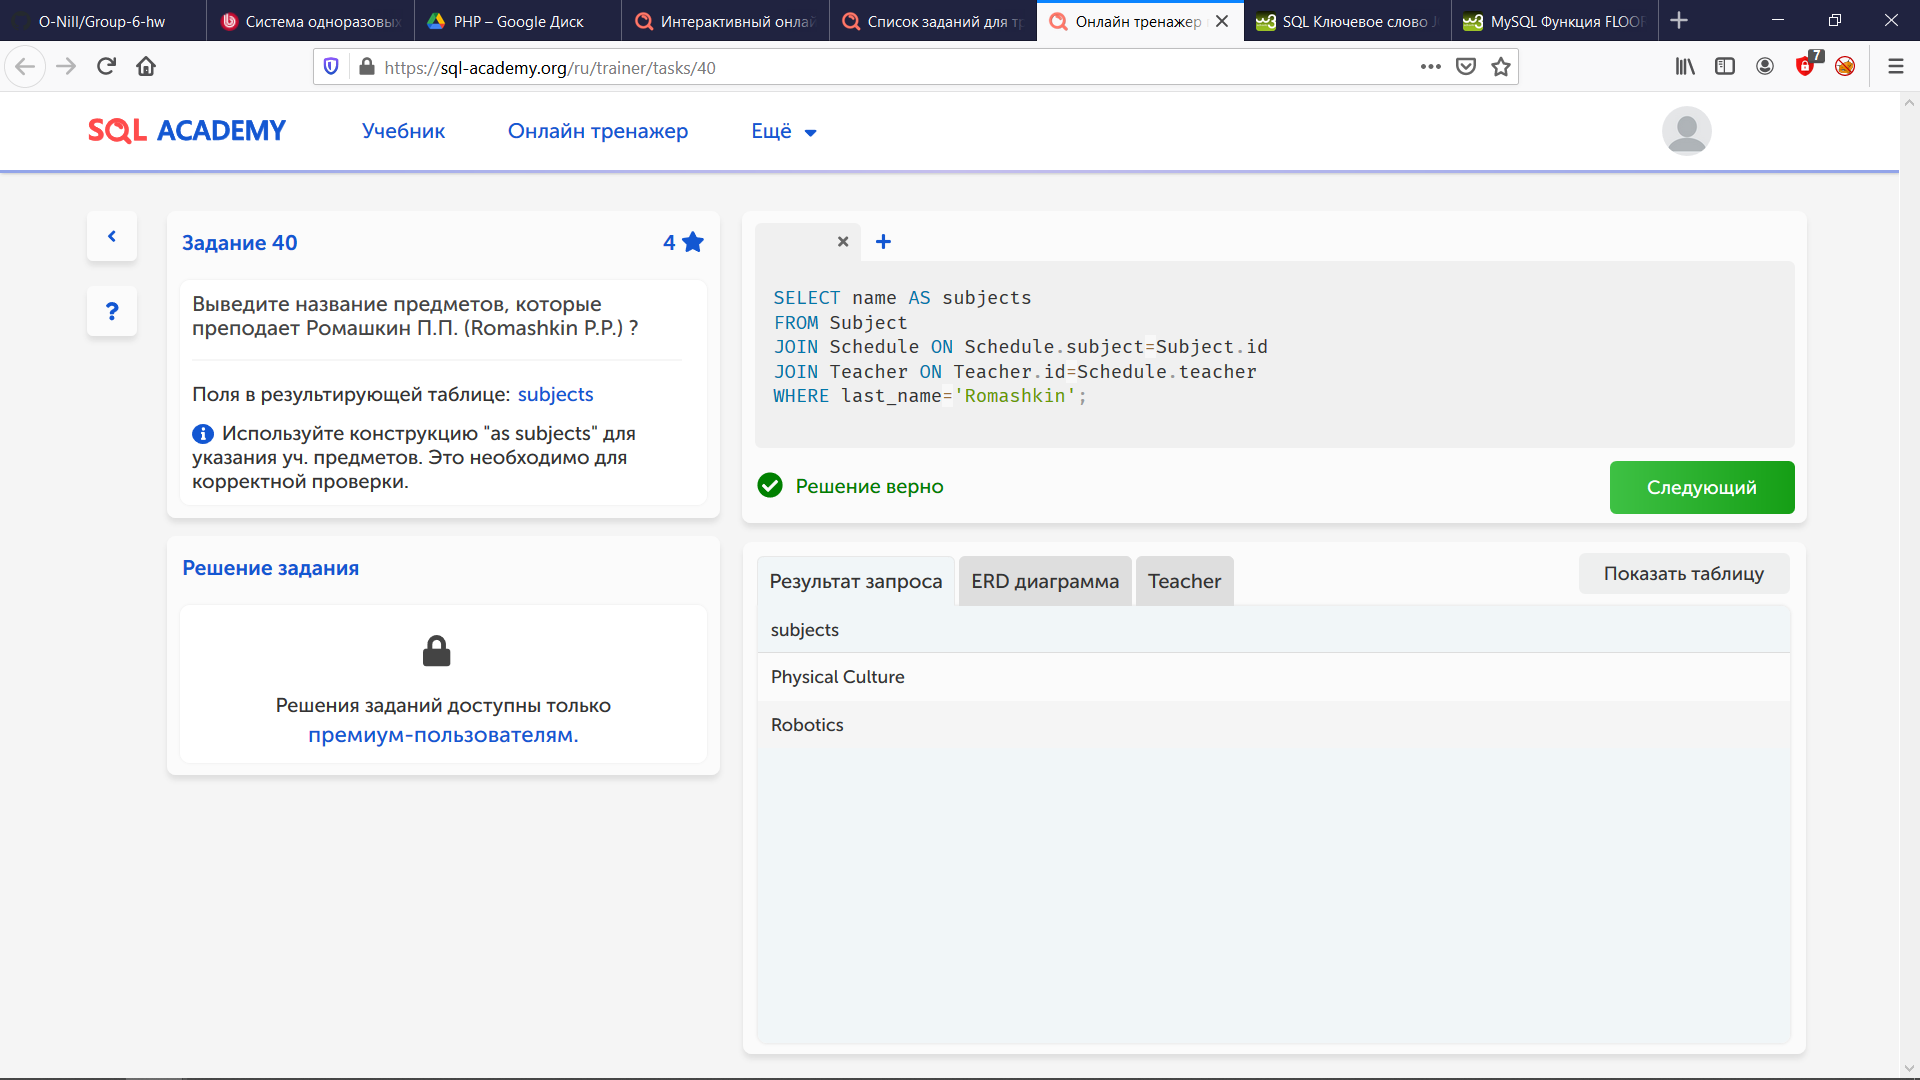 O-Nill/Group-6-hw
Система одноразовых
PHP – Google Диск
Интерактивный онлай
Список заданий для тр
Онлайн тренажер
SQL Ключевое слово J
MySQL Функция FLOOR
https://sql-academy.org/ru/trainer/tasks/40
7
SQL ACADEMY
Учебник
Онлайн тренажер
Ещё
Задание 40
4
Выведите название предметов, которые
преподает Ромашкин П.П. (Romashkin P.P.) ?
Поля в результирующей таблице: subjects
Используйте конструкцию "as subjects" для
указания уч. предметов. Это необходимо для
корректной проверки.
Решение задания
Решения заданий доступны только
премиум-пользователям.
SELECT name AS subjects
FROM Subject
JOIN Schedule ON Schedule.subject=Subject.id
JOIN Teacher ON Teacher.id=Schedule.teacher
WHERE last_name='Romashkin';
Решение верно
Следующий
Результат запроса
ERD диаграмма
Teacher
Показать таблицу
subjects
Physical Culture
Robotics